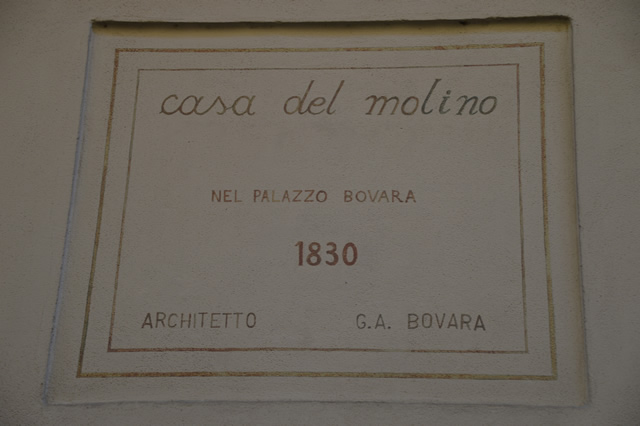 casa del molino
NEL PALAZZO BOVARA
1830
ARCHITETTO G.A. BOVARA